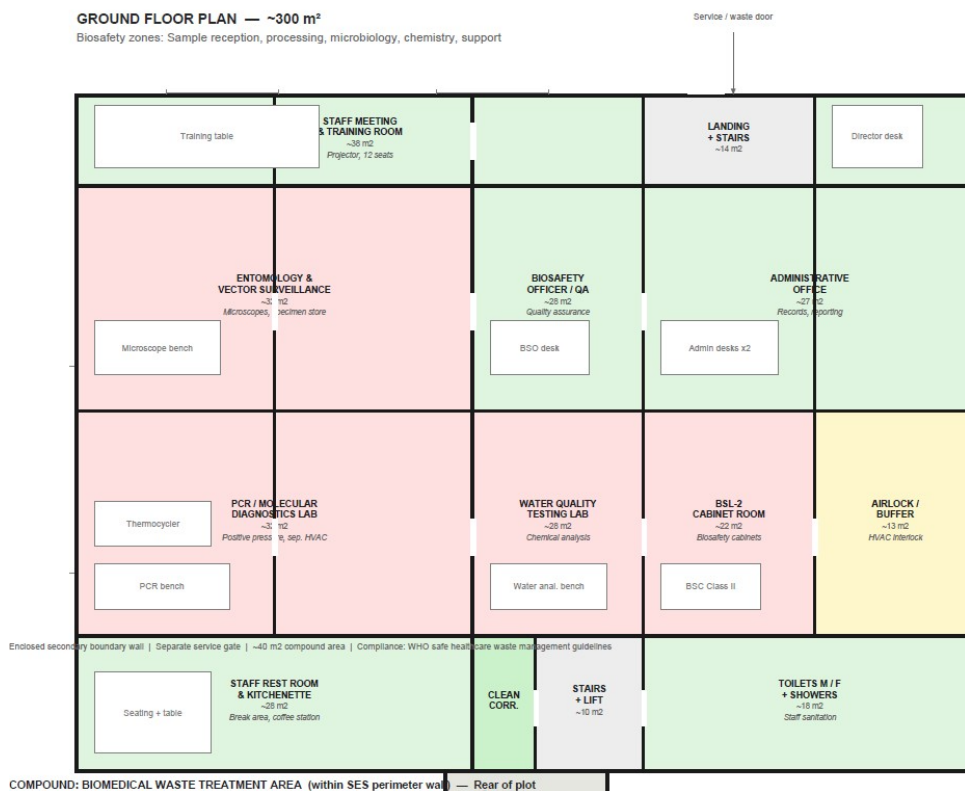 GROUND FLOOR PLAN — ~300 m²
Biosafety zones: Sample reception, processing, microbiology, chemistry, support
Service / waste door
Training table
STAFF MEETING
& TRAINING ROOM
~38 m2
Projector, 12 seats
LANDING
+ STAIRS
~14 m2
Director desk
ENTOMOLOGY &
VECTOR SURVEILLANCE
m2
Microscopes, specimen store
Microscope bench
BIOSAFETY
OFFICER / QA
~28 m2
Quality assurance
BSO desk
ADMINISTRATIVE
OFFICE
~27 m2
Records, reporting
Admin desks x2
PCR / MOLECULAR
DIAGNOSTICS LAB
m2
Positive pressure, sep. HVAC
Thermocycler
PCR bench
WATER QUALITY
TESTING LAB
~28 m2
Chemical analysis
Water anal. bench
BSL-2
CABINET ROOM
~22 m2
Biosafety cabinets
BSC Class II
AIRLOCK /
BUFFER
~13 m2
HVAC interlock
Enclosed secondary boundary wall | Separate service gate | ~40 m2 compound area | Compliance: WHO safe healthcare waste management guidelines
STAFF REST ROOM
& KITCHENETTE
~28 m2
Break area, coffee station
Seating + table
CLEAN
CORR.
STAIRS
+ LIFT
~10 m2
TOILETS M / F
+ SHOWERS
~18 m2
Staff sanitation
COMPOUND: BIOMEDICAL WASTE TREATMENT AREA (within SES perimeter wall) — Rear of plot